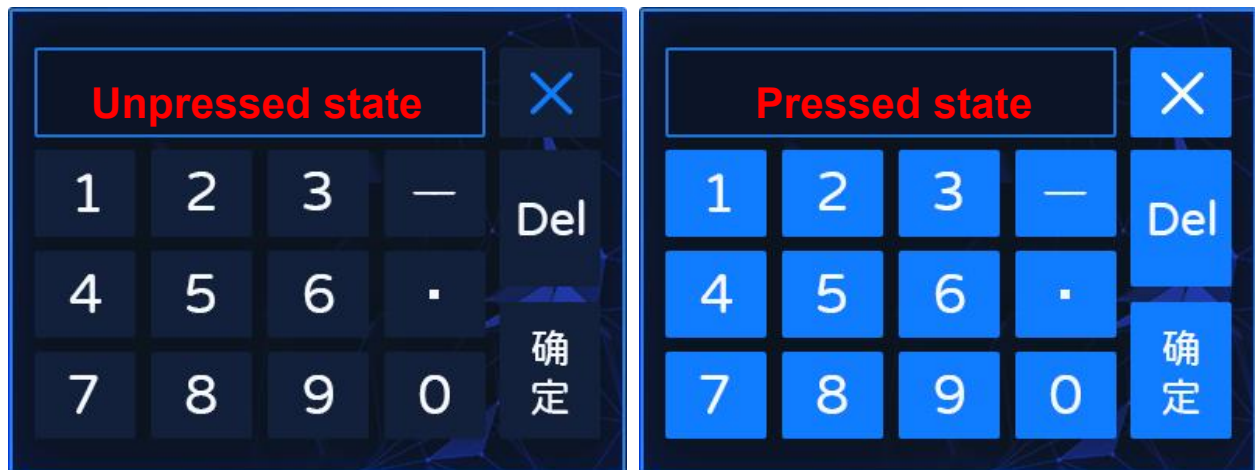 Unpressed state ×
1 2 3 — Del
4 5 6 .
7 8 9 0 确定
Pressed state ×
1 2 3 — Del
4 5 6 .
7 8 9 0 确定